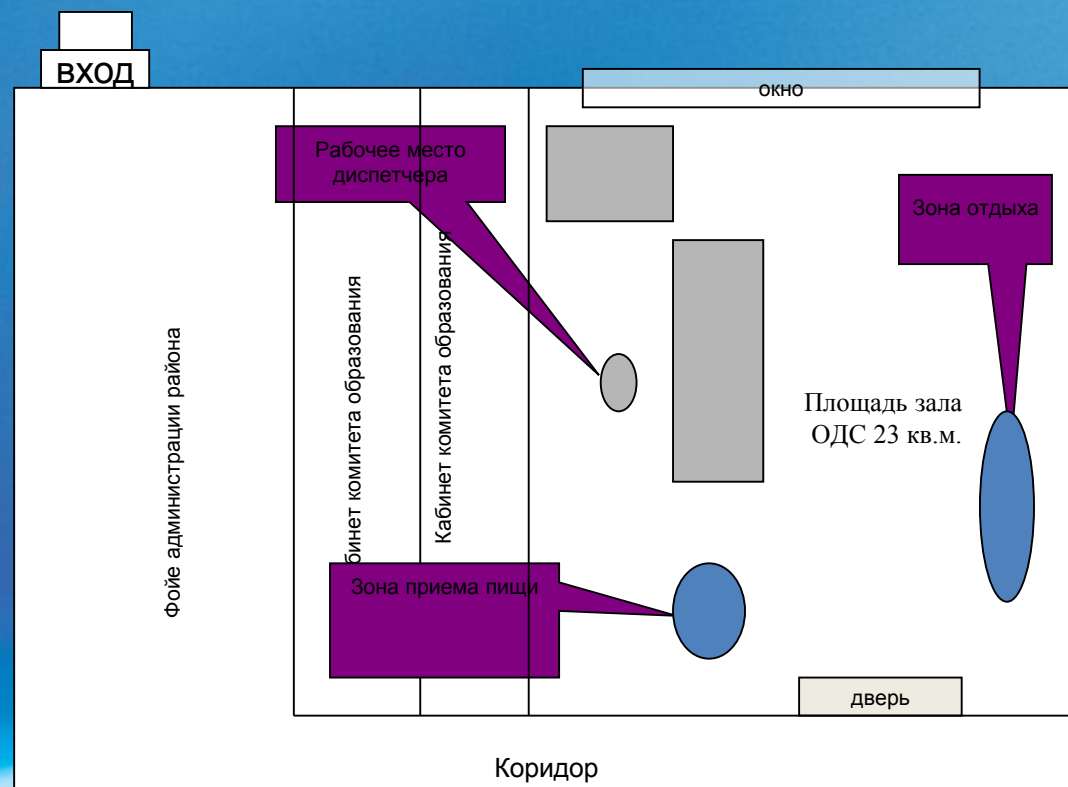 ВХОД
окно
Рабочее место
диспетчера
Зона отдыха
Фойе администрации района
бинет комитета образования
Кабинет комитета образования
Площадь зала
ОДС 23 кв.м.
Зона приема пищи
дверь
Коридор